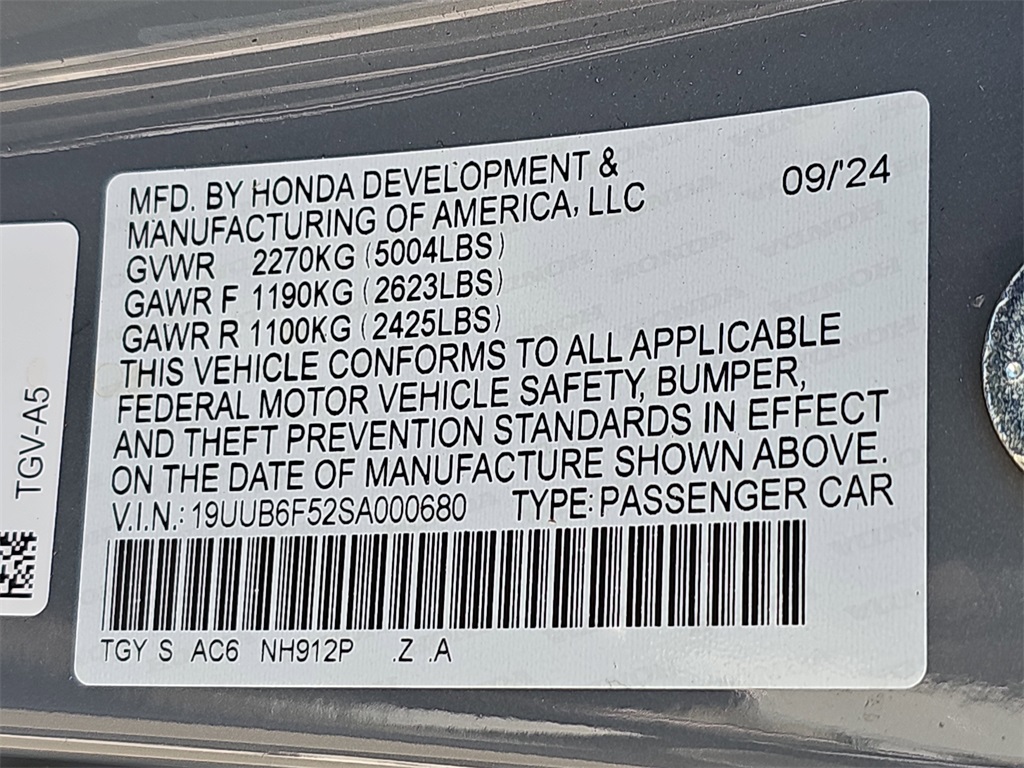 MFD. BY HONDA DEVELOPMENT &
MANUFACTURING OF AMERICA, LLC
09/'24
GVWR 2270KG (5004LBS)
GAWR F 1190KG (2623LBS)
GAWR R 1100KG (2425LBS)
THIS VEHICLE CONFORMS TO ALL APPLICABLE
FEDERAL MOTOR VEHICLE SAFETY, BUMPER,
AND THEFT PREVENTION STANDARDS IN EFFECT
ON THE DATE OF MANUFACTURE SHOWN ABOVE.
V.I.N.: 19UUB6F52SA000680 TYPE: PASSENGER CAR
TGY S AC6 NH912P .Z .A
TGV-A5